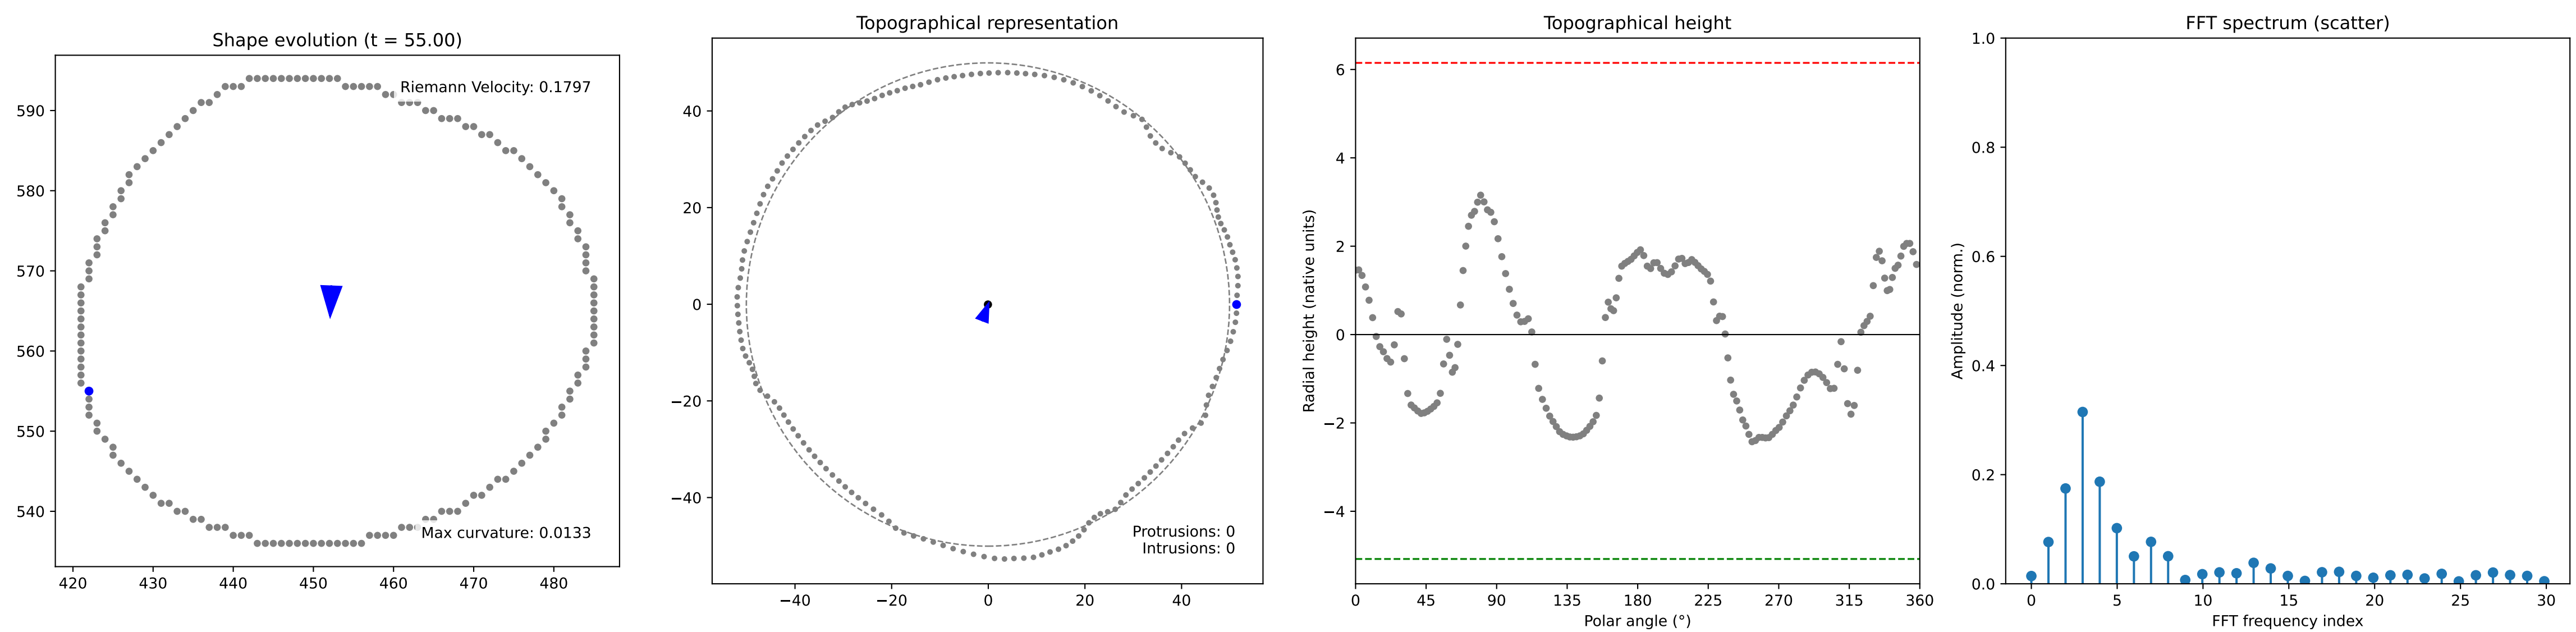 Shape evolution (t = 55.00)
Riemann Velocity: 0.1797
Max curvature: 0.0133
590
580
570
560
550
540
420 430 440 450 460 470 480
Topographical representation
40
20
0
−20
−40
Protrusions: 0
Intrusions: 0
−40 −20 0 20 40
Topographical height
Radial height (native units)
6
4
2
0
−2
−4
0 45 90 135 180 225 270 315 360
Polar angle (°)
FFT spectrum (scatter)
Amplitude (norm.)
1.0
0.8
0.6
0.4
0.2
0.0
0 5 10 15 20 25 30
FFT frequency index